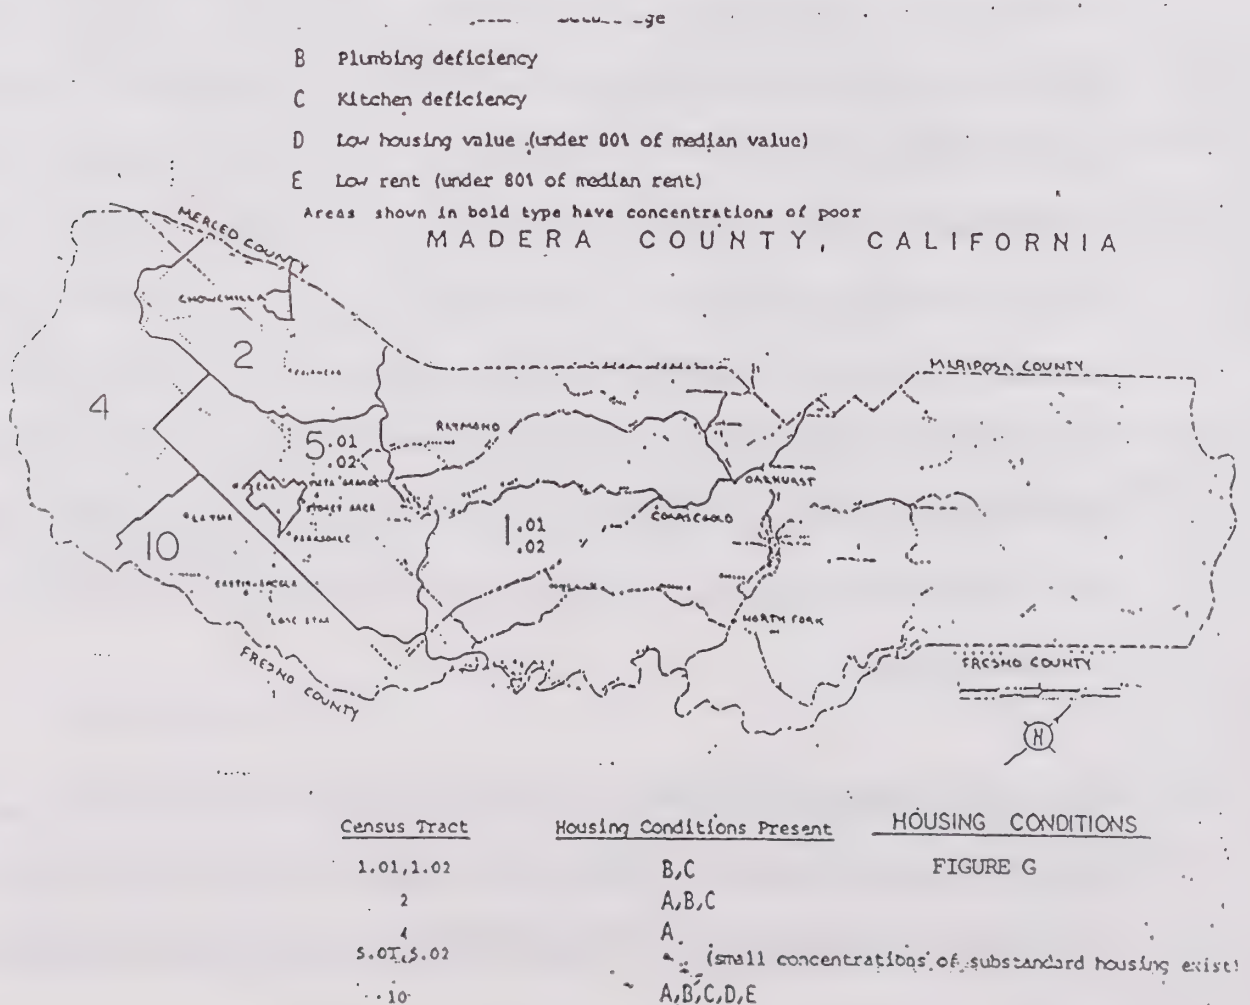 B Plumbing deficiency
C Kitchen deficiency
D Low housing value (under 80% of median value)
E Low rent (under 80% of median rent)
Areas shown in bold type have concentrations of poor
MADERA COUNTY, CALIFORNIA
MERCED COUNTY
CHOWCHILLA
2
MARIPOSA COUNTY
4
RAYMOND
5.01
.02
OAKHURST
COARSEGOLD
1.01
.02
LA VINA
PARKSDALE
10
NORTH FORK
FRESNO COUNTY
FRESNO COUNTY
N
Census Tract Housing Conditions Present HOUSING CONDITIONS
1.01,1.02 B,C FIGURE G
2 A,B,C
4 A
5.01,5.02 (small concentrations of substandard housing exist)
10 A,B,C,D,E